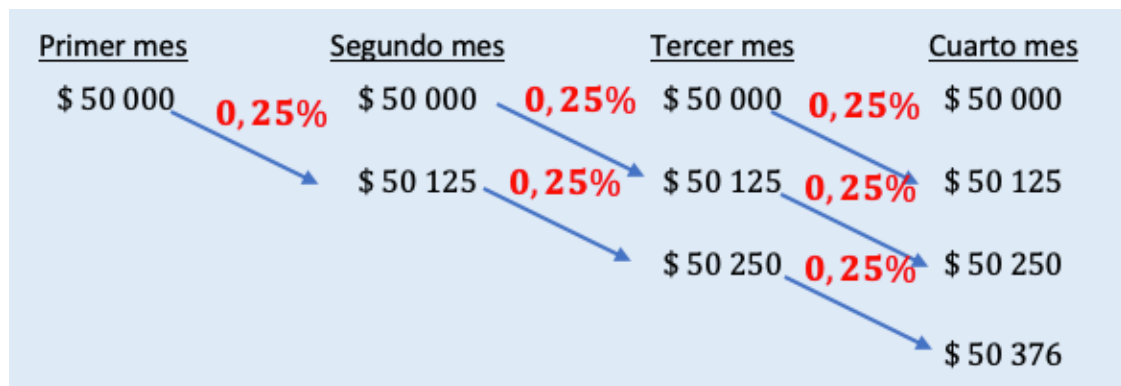 Primer mes Segundo mes Tercer mes Cuarto mes
$ 50 000 0,25% $ 50 000 0,25% $ 50 000 0,25% $ 50 000
$ 50 125 0,25% $ 50 125 0,25% $ 50 125
$ 50 250 0,25% $ 50 250
$ 50 376